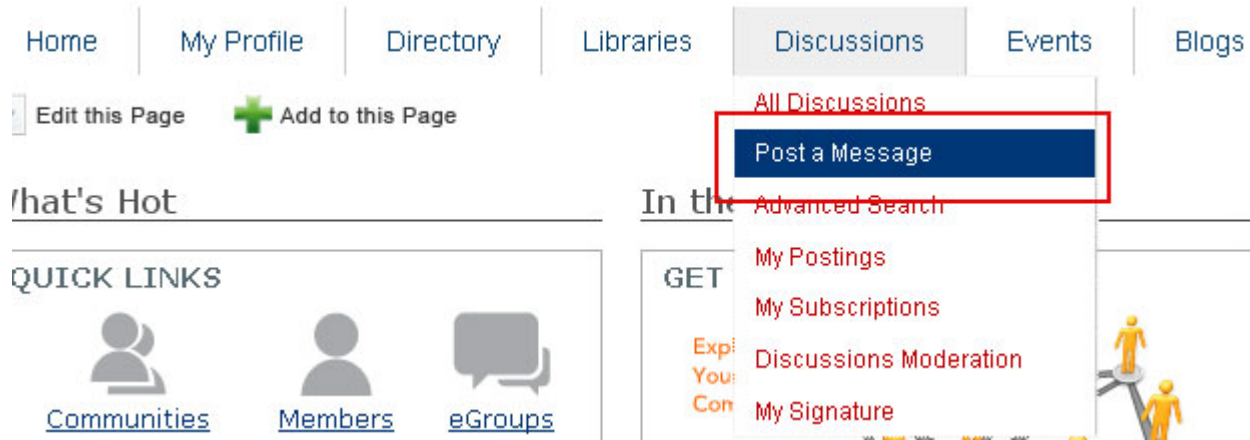 Home My Profile Directory Libraries Discussions Events Blogs
Edit this Page Add to this Page
All Discussions
Post a Message
Advanced Search
My Postings
My Subscriptions
Discussions Moderation
My Signature
hat's Hot
In the
QUICK LINKS
Communities Members eGroups
GET